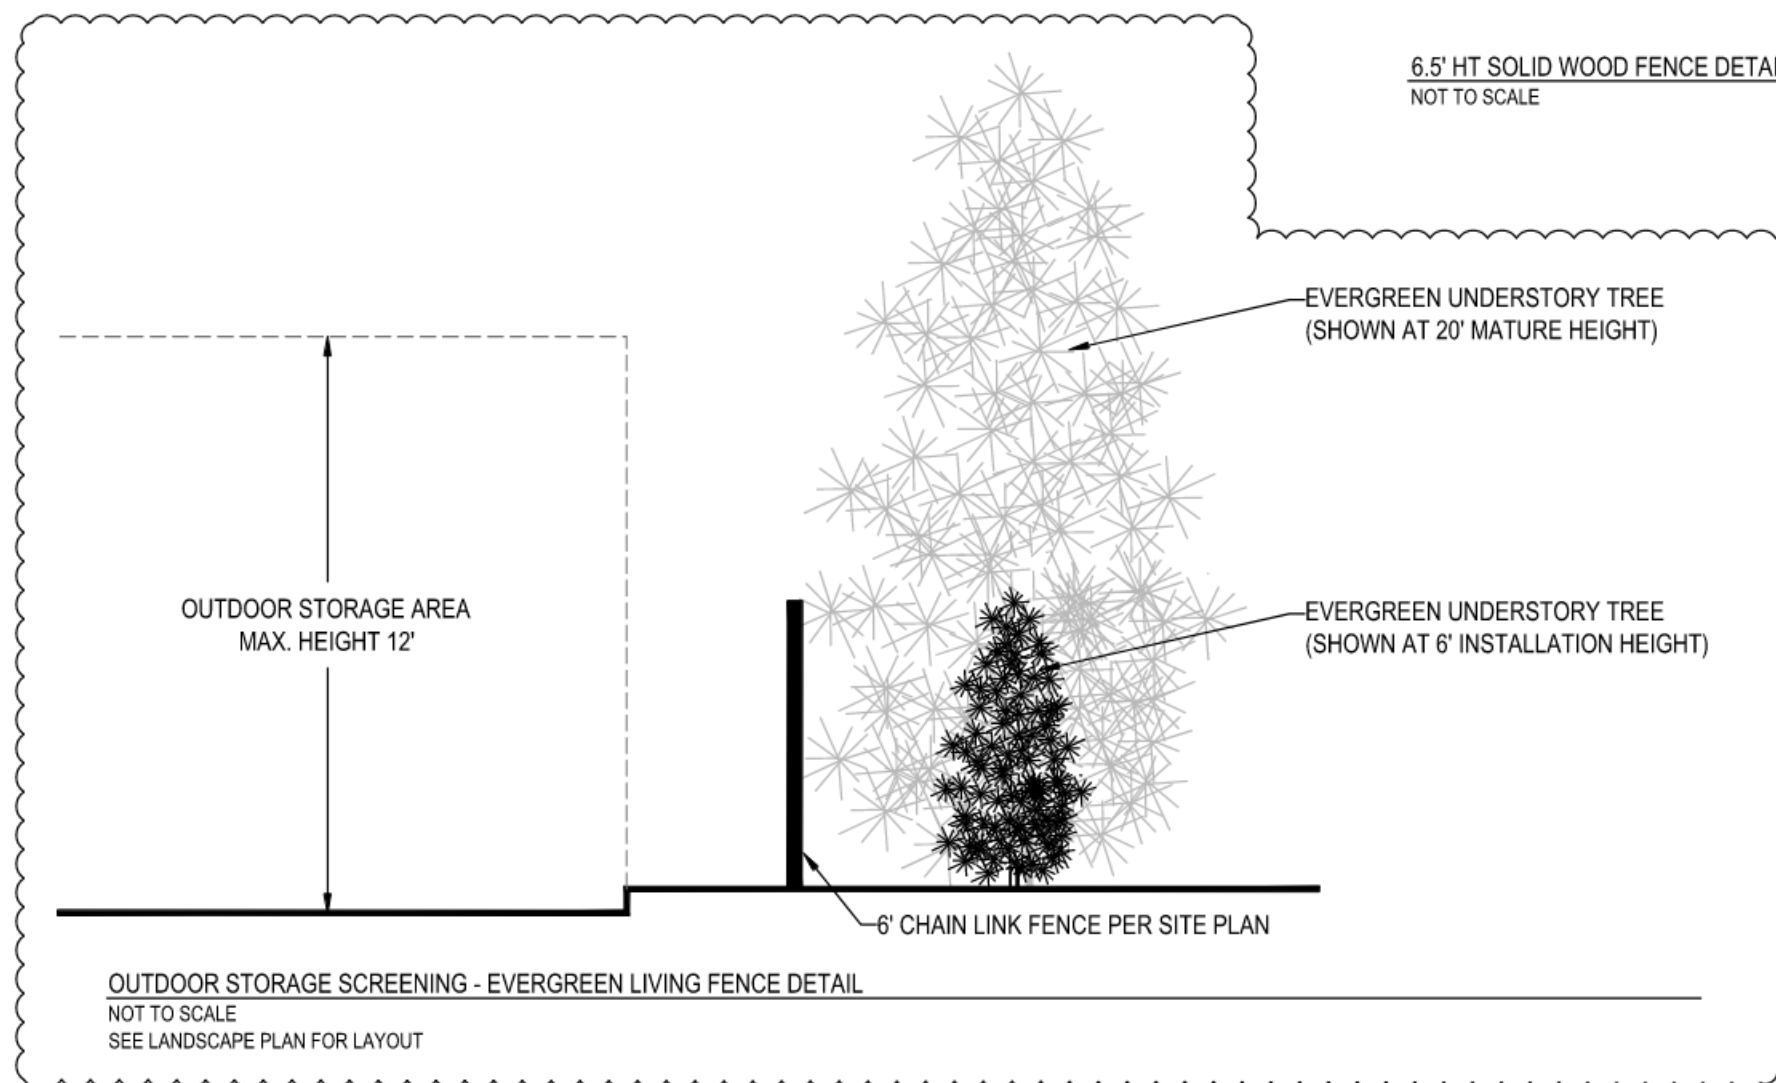 6.5' HT SOLID WOOD FENCE
NOT TO SCALE
EVERGREEN UNDERSTORY TREE
(SHOWN AT 20' MATURE HEIGHT)
OUTDOOR STORAGE AREA
MAX. HEIGHT 12'
EVERGREEN UNDERSTORY TREE
(SHOWN AT 6' INSTALLATION HEIGHT)
6' CHAIN LINK FENCE PER SITE PLAN
OUTDOOR STORAGE SCREENING - EVERGREEN LIVING FENCE DETAIL
NOT TO SCALE
SEE LANDSCAPE PLAN FOR LAYOUT